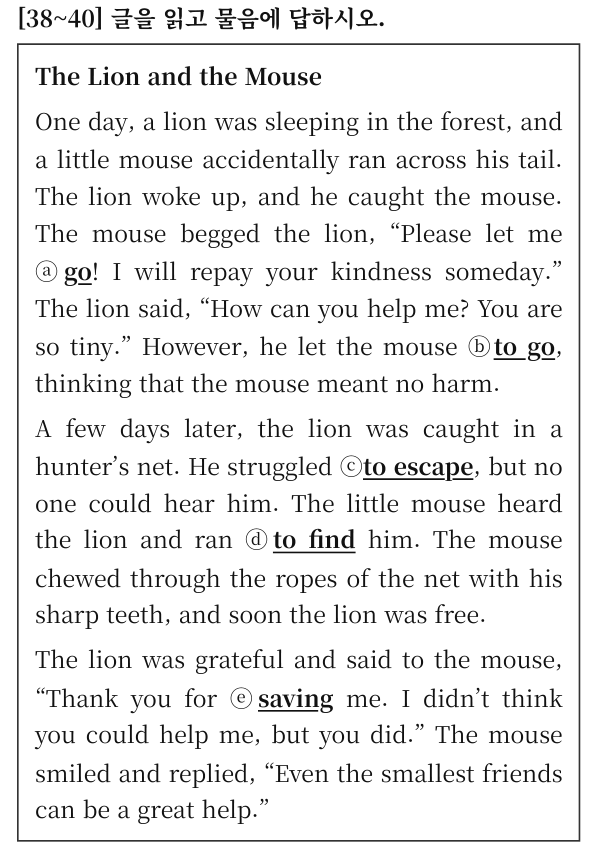 [38~40] 글을 읽고 물음에 답하시오.
The Lion and the Mouse
One day, a lion was sleeping in the forest, and
a little mouse accidentally ran across his tail.
The lion woke up, and he caught the mouse.
The mouse begged the lion, “Please let me
ⓐ go! I will repay your kindness someday.”
The lion said, “How can you help me? You are
so tiny.” However, he let the mouse ⓑto go,
thinking that the mouse meant no harm.
A few days later, the lion was caught in a
hunter’s net. He struggled ⓒto escape, but no
one could hear him. The little mouse heard
the lion and ran ⓓ to find him. The mouse
chewed through the ropes of the net with his
sharp teeth, and soon the lion was free.
The lion was grateful and said to the mouse,
“Thank you for ⓔ saving me. I didn’t think
you could help me, but you did.” The mouse
smiled and replied, “Even the smallest friends
can be a great help.”